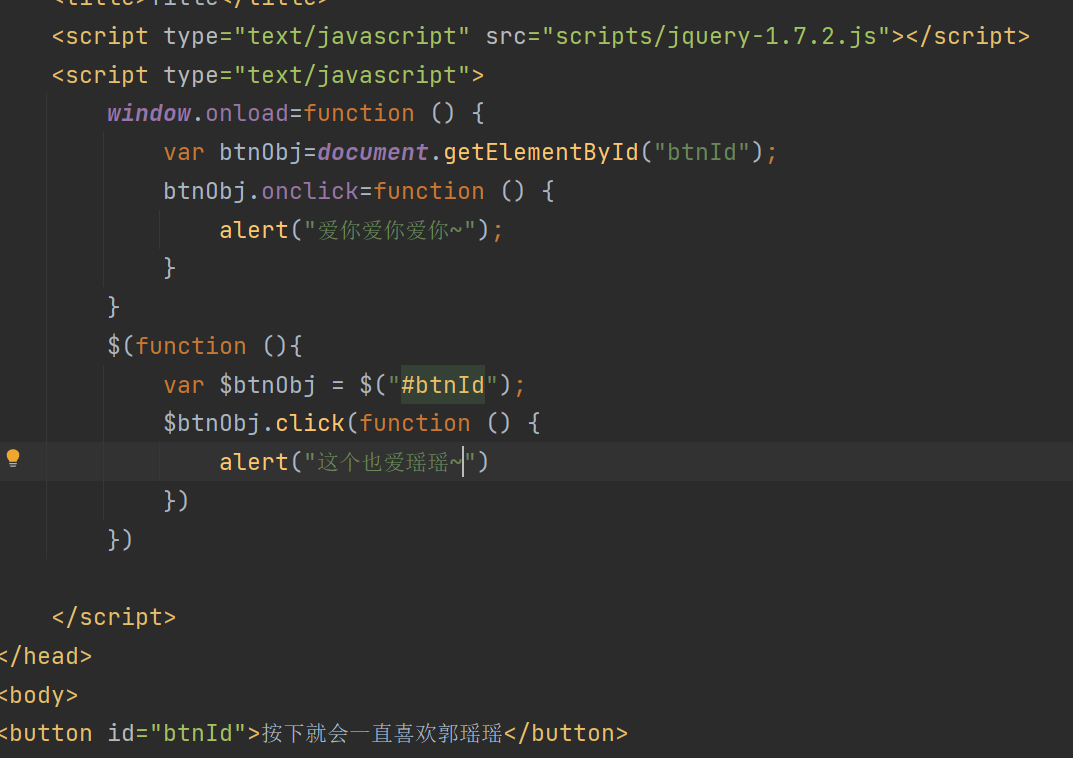 <title>Title</title>
<script type="text/javascript" src="scripts/jquery-1.7.2.js"></script>
<script type="text/javascript">
window.onload=function () {
var btnObj=document.getElementById("btnId");
btnObj.onclick=function () {
alert("爱你爱你爱你~");
}
}
$(function (){
var $btnObj = $("#btnId");
$btnObj.click(function () {
alert("这个也爱瑶瑶~")
})
})
</script>
</head>
<body>
<button id="btnId">按下就会一直喜欢郭瑶瑶</button>